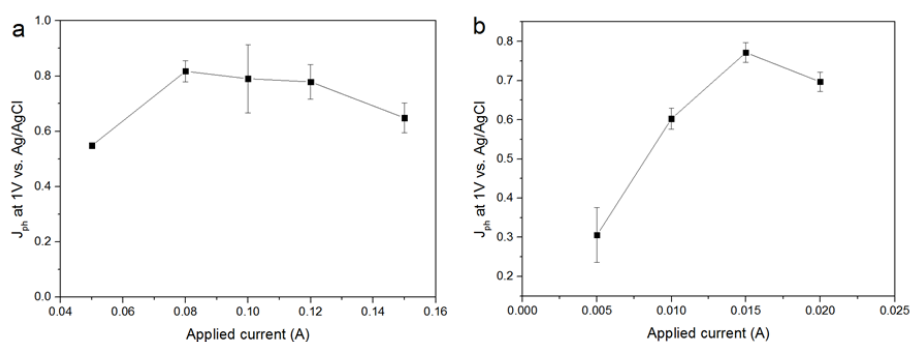 a
J_ph at 1V vs. Ag/AgCl
1.0
0.8
0.6
0.4
0.2
0.0
0.04 0.06 0.08 0.10 0.12 0.14 0.16
Applied current (A)
b
J_ph at 1V vs. Ag/AgCl
0.8
0.7
0.6
0.5
0.4
0.3
0.2
0.000 0.005 0.010 0.015 0.020 0.025
Applied current (A)